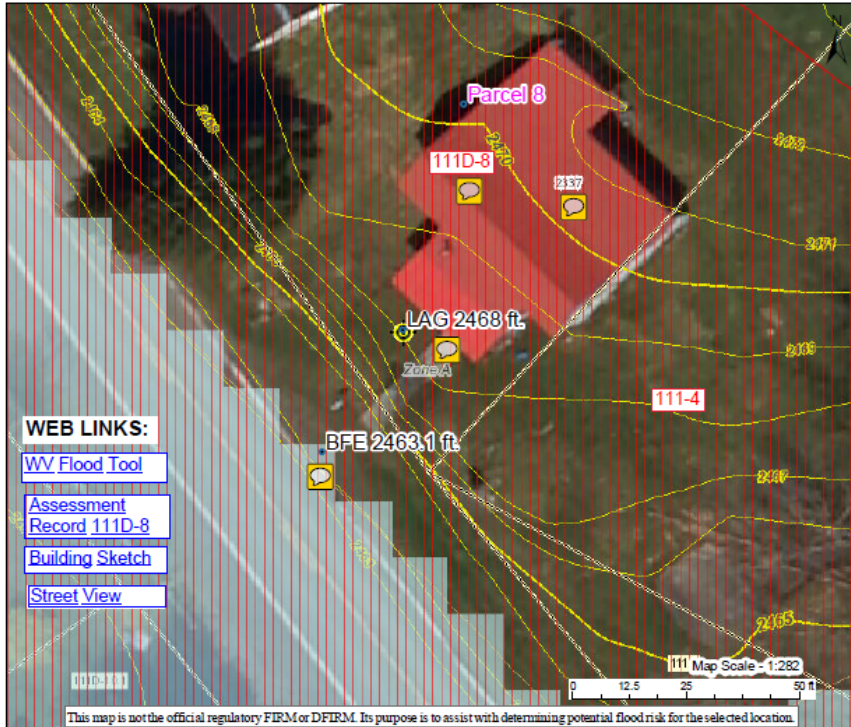 N
Parcel 8
2470
111D-8
2337
2471
LAG 2468 ft.
Zone A
2469
111-4
WEB LINKS:
BFE 2463.1 ft.
WV Flood Tool
2467
Assessment
Record 111D-8
Building Sketch
Street View
2465
111
Map Scale - 1:282
0 12.5 25 50 ft
This map is not the official regulatory FIRM or DFIRM. Its purpose is to assist with determining potential flood risk for the selected location.